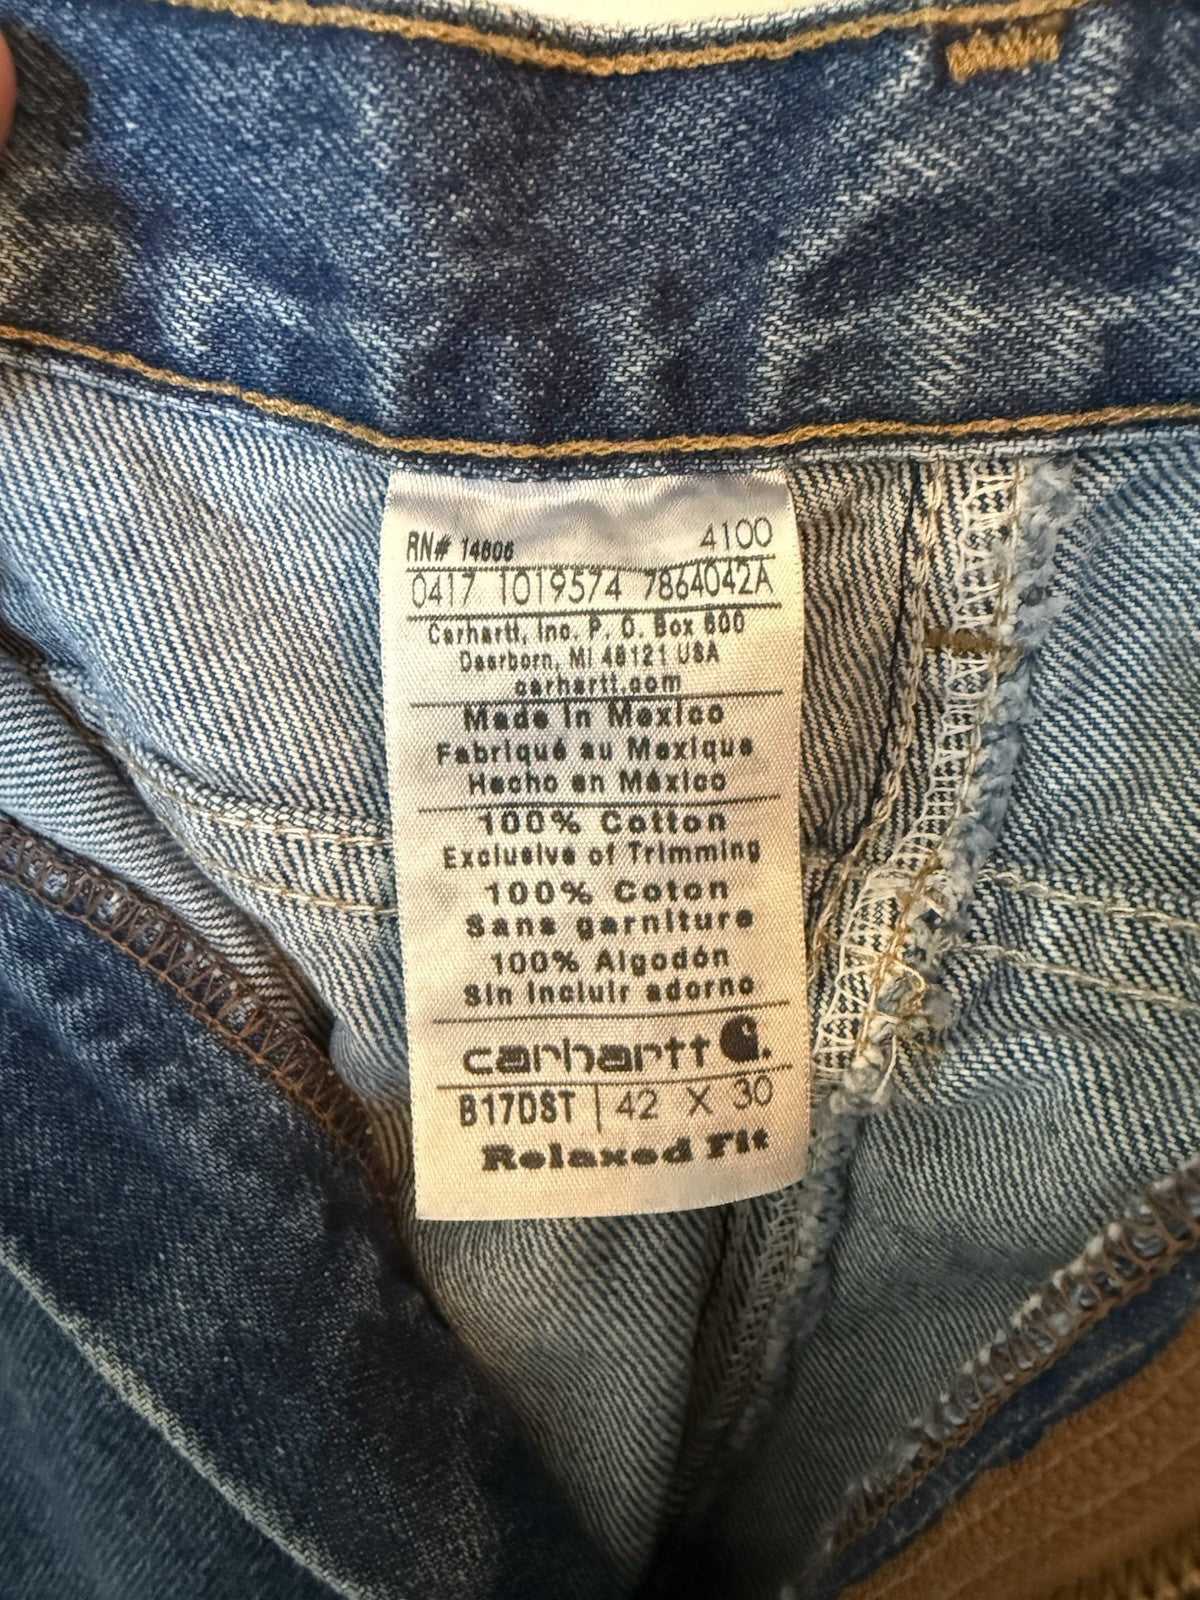 RN# 14806 4100
0417 1019574 7864042A
Carhartt, Inc. P. O. Box 600
Dearborn, MI 48121 USA
carhartt.com
Made In Mexico
Fabriqué au Mexique
Hecho en México
100% Cotton
Exclusive of Trimming
100% Coton
Sans garniture
100% Algodón
Sin Incluir adorno
carhartt
B17DST 42 X 30
Relaxed Fit